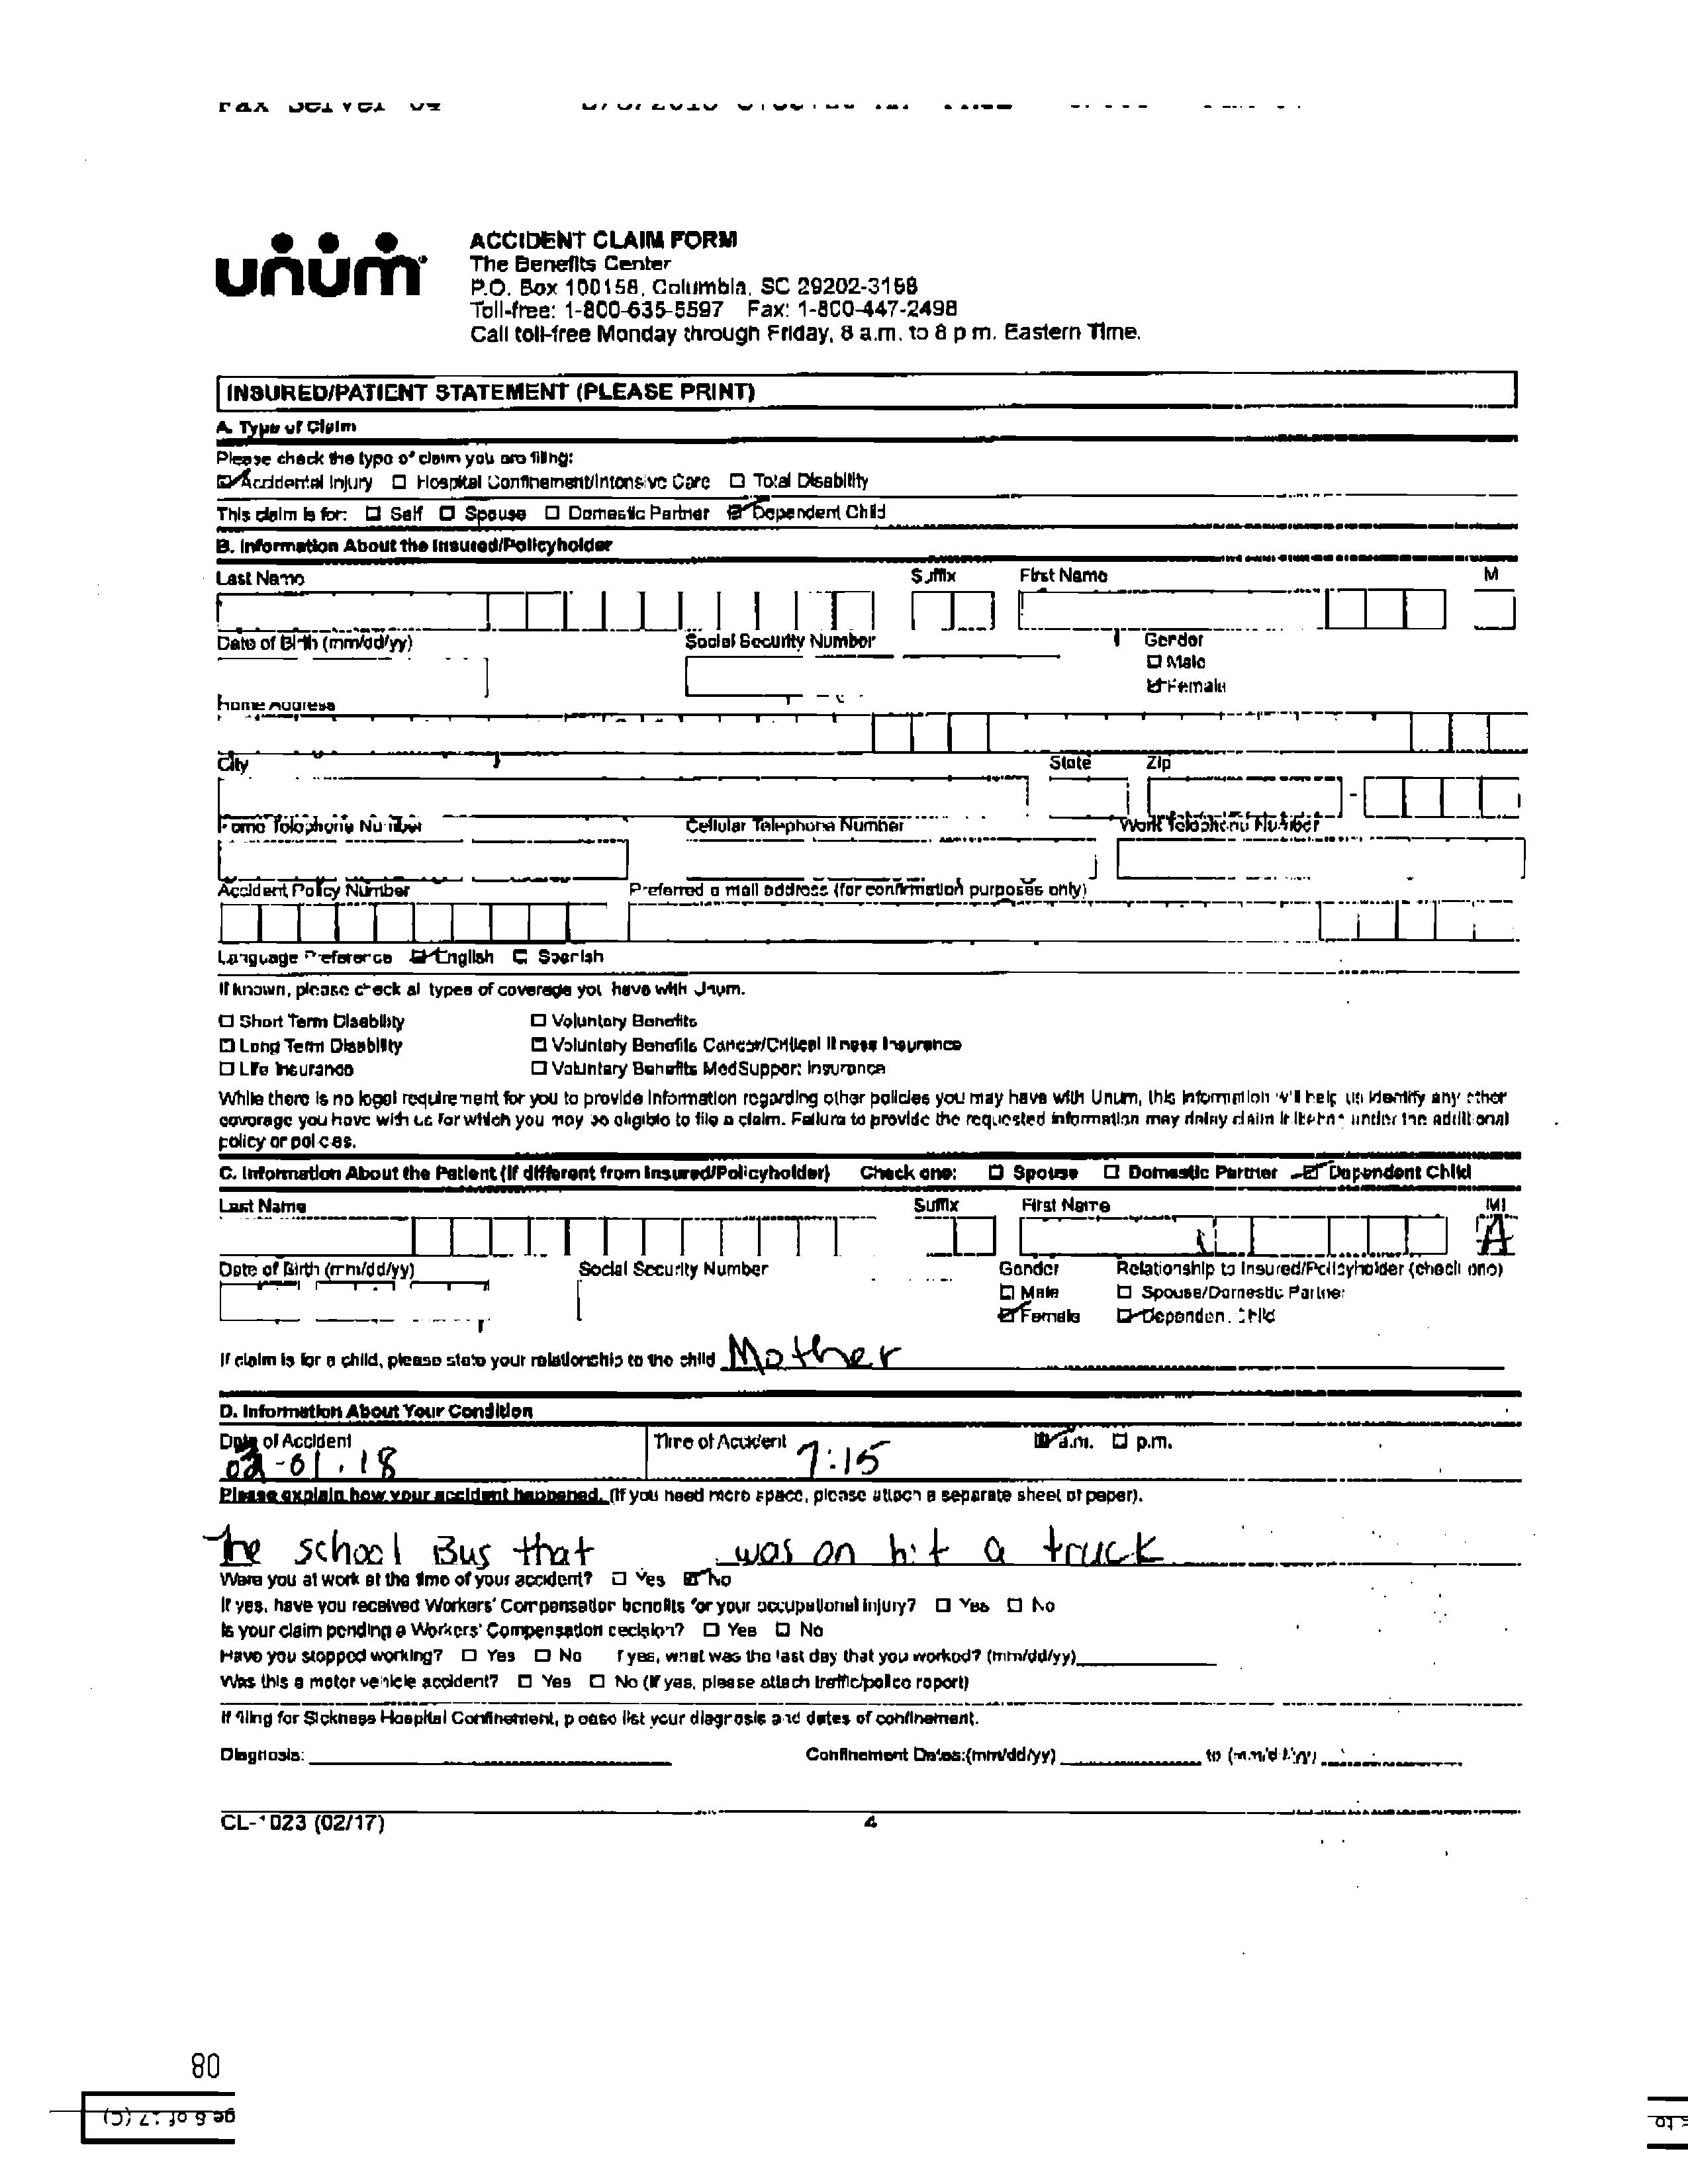 Fax Server 04
unum
ACCIDENT CLAIM FORM
The Benefits Center
P.O. Box 100158, Columbia, SC 29202-3158
Toll-free: 1-800-635-5597 Fax: 1-800-447-2498
Call toll-free Monday through Friday, 8 a.m. to 8 p m. Eastern Time.
INSURED/PATIENT STATEMENT (PLEASE PRINT)
A. Type of Claim
Please check the type of claim you are filing:
Accidental Injury Hospital Confinement/Intensive Care Total Disability
This claim is for: Self Spouse Domestic Partner Dependent Child
B. Information About the Insured/Policyholder
Last Name Suffix First Name M
Date of Birth (mm/dd/yy) Social Security Number Gender
Male
Female
Home Address
City State Zip
Home Telephone Number Cellular Telephone Number Work Telephone Number
Accident Policy Number Preferred e mail address (for confirmation purposes only)
Language Preference English Spanish
If known, please check all types of coverage you have with Unum.
Short Term Disability Voluntary Benefits
Long Term Disability Voluntary Benefits Cancer/Critical Illness Insurance
Life Insurance Voluntary Benefits MedSupport Insurance
While there is no legal requirement for you to provide information regarding other policies you may have with Unum, this information will help us identify any other
coverage you have with us for which you may be eligible to file a claim. Failure to provide the requested information may delay claim under the additional
policy or policies.
C. Information About the Patient (If different from Insured/Policyholder) Check one: Spouse Domestic Partner Dependent Child
Last Name Suffix First Name MI
A
Date of Birth (mm/dd/yy) Social Security Number Gender Relationship to Insured/Policyholder (check one)
Male Spouse/Domestic Partner
Female Dependent Child
If claim is for a child, please state your relationship to the child Mother
D. Information About Your Condition
Date of Accident Time of Accident a.m. p.m.
02-01.18 7:15
Please explain how your accident happened. (If you need more space, please attach a separate sheet of paper).
The school Bus that was on hit a truck
Were you at work at the time of your accident? Yes No
If yes, have you received Workers' Compensation benefits for your occupational injury? Yes No
Is your claim pending a Workers' Compensation decision? Yes No
Have you stopped working? Yes No If yes, what was the last day that you worked? (mm/dd/yy)
Was this a motor vehicle accident? Yes No (If yes, please attach traffic/police report)
If filing for Sickness Hospital Confinement, please list your diagnosis and dates of confinement.
Diagnosis: Confinement Dates:(mm/dd/yy) to (mm/dd/yy)
CL-1023 (02/17) 4
80
ge 6 of 17 (C)